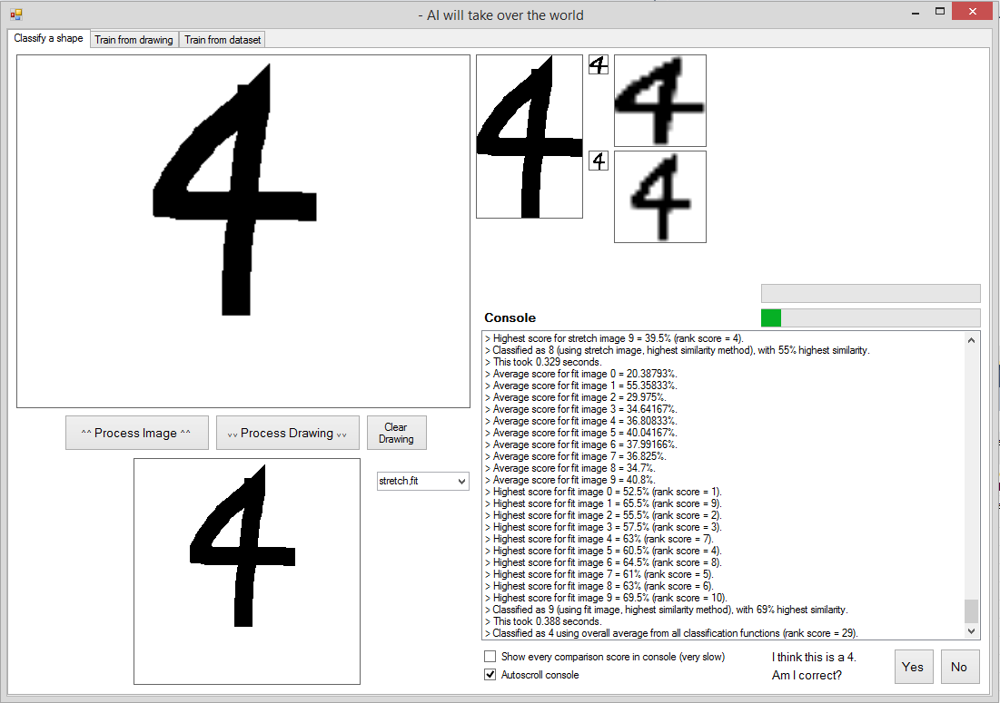 - AI will take over the world
Classify a shape
Train from drawing
Train from dataset
4
4
4
4
4
4
^^ Process Image ^^
vv Process Drawing vv
Clear
Drawing
stretch,fit
4
Console
> Highest score for stretch image 9 = 39.5% (rank score = 4).
> Classified as 8 (using stretch image, highest similarity method), with 55% highest similarity.
> This took 0.329 seconds.
> Average score for fit image 0 = 20.38793%.
> Average score for fit image 1 = 55.35833%.
> Average score for fit image 2 = 29.975%.
> Average score for fit image 3 = 34.64167%.
> Average score for fit image 4 = 36.80833%.
> Average score for fit image 5 = 40.04167%.
> Average score for fit image 6 = 37.99166%.
> Average score for fit image 7 = 36.825%.
> Average score for fit image 8 = 34.7%.
> Average score for fit image 9 = 40.8%.
> Highest score for fit image 0 = 52.5% (rank score = 1).
> Highest score for fit image 1 = 65.5% (rank score = 9).
> Highest score for fit image 2 = 55.5% (rank score = 2).
> Highest score for fit image 3 = 57.5% (rank score = 3).
> Highest score for fit image 4 = 63% (rank score = 7).
> Highest score for fit image 5 = 60.5% (rank score = 4).
> Highest score for fit image 6 = 64.5% (rank score = 8).
> Highest score for fit image 7 = 61% (rank score = 5).
> Highest score for fit image 8 = 63% (rank score = 6).
> Highest score for fit image 9 = 69.5% (rank score = 10).
> Classified as 9 (using fit image, highest similarity method), with 69% highest similarity.
> This took 0.388 seconds.
> Classified as 4 using overall average from all classification functions (rank score = 29).
Show every comparison score in console (very slow)
Autoscroll console
I think this is a 4.
Am I correct?
Yes
No